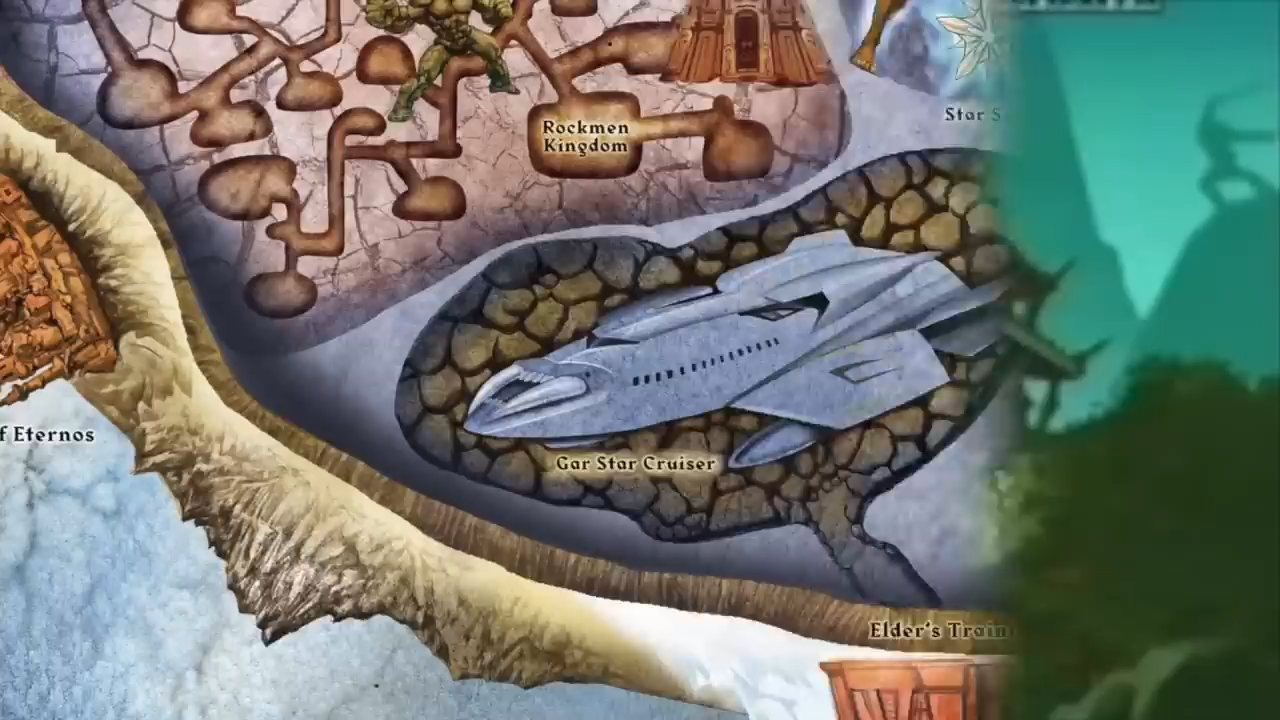 Star S
Rockmen
Kingdom
f Eternos
Gar Star Cruiser
Elder's Train